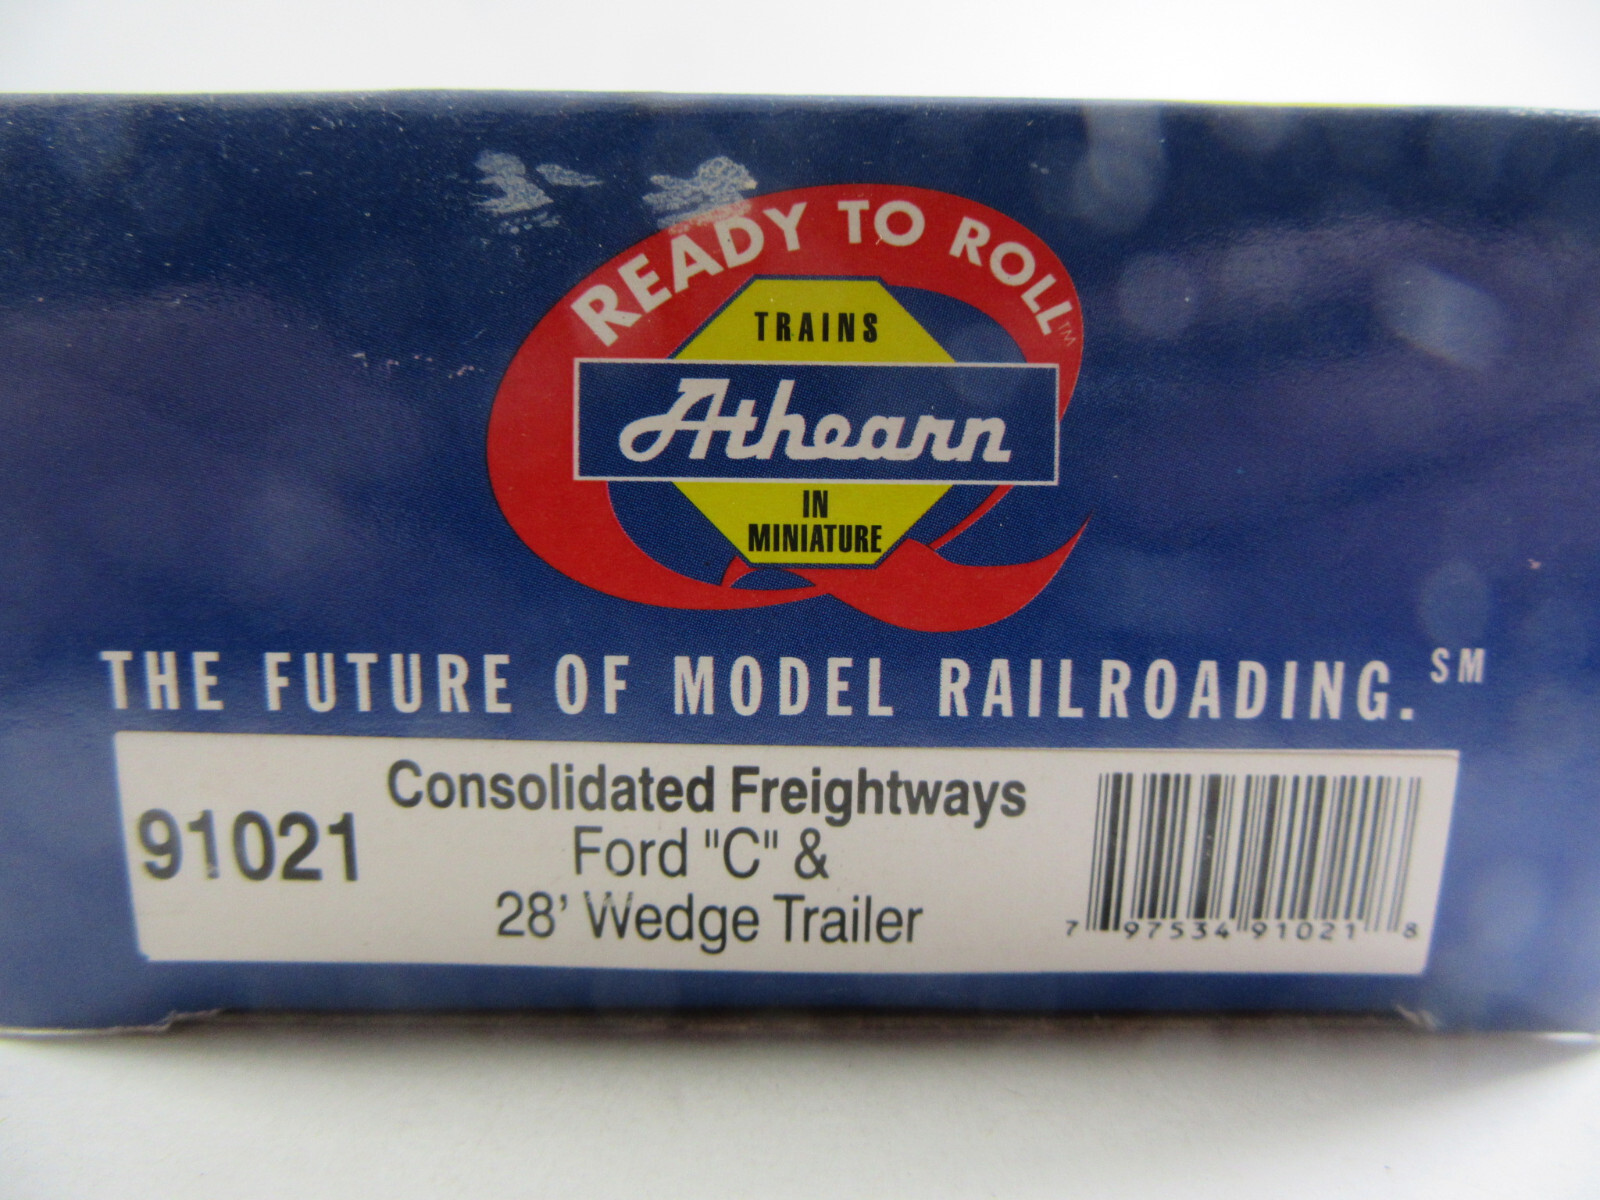 READY TO ROLL™
TRAINS
Athearn
IN
MINIATURE
THE FUTURE OF MODEL RAILROADING.SM
91021
Consolidated Freightways
Ford "C" &
28' Wedge Trailer
7 97534 91021 8